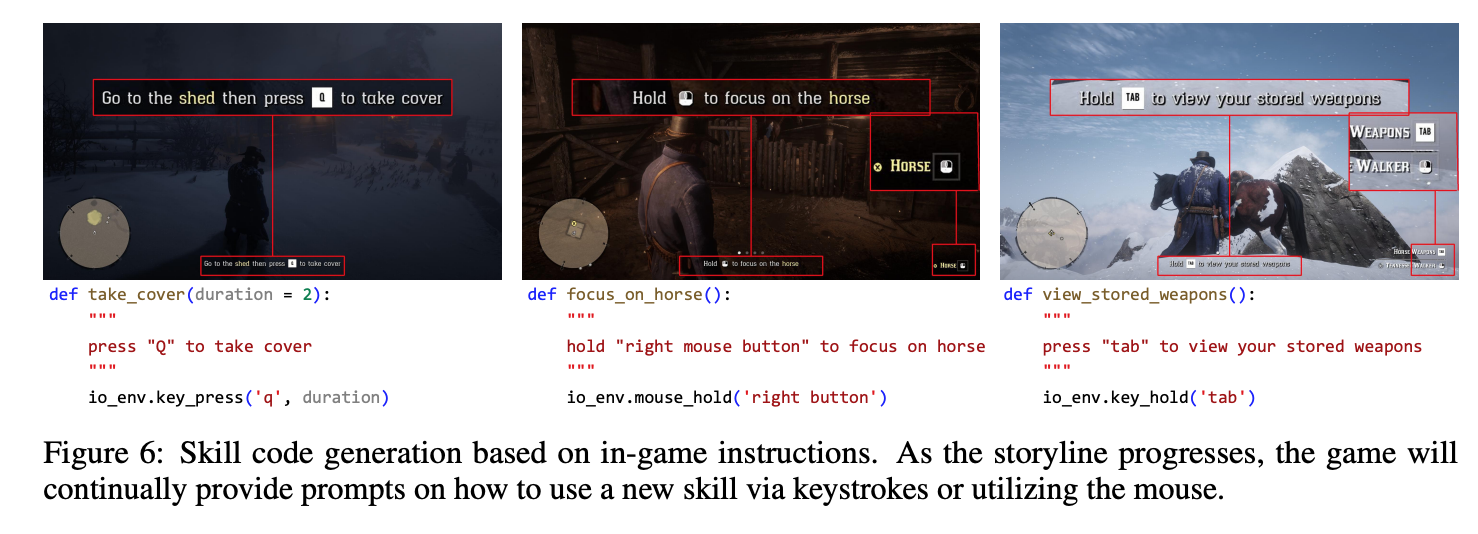 Go to the shed then press Q to take cover
Go to the shed then press Q to take cover
Hold to focus on the horse
HORSE
Hold to focus on the horse
HORSE
Hold TAB to view your stored weapons
WEAPONS TAB
WALKER
Hold TAB to view your stored weapons
HORSE WEAPONS TAB
TENNESSEE WALKER
def take_cover(duration = 2):
"""
press "Q" to take cover
"""
io_env.key_press('q', duration)
def focus_on_horse():
"""
hold "right mouse button" to focus on horse
"""
io_env.mouse_hold('right button')
def view_stored_weapons():
"""
press "tab" to view your stored weapons
"""
io_env.key_hold('tab')
Figure 6: Skill code generation based on in-game instructions. As the storyline progresses, the game will
continually provide prompts on how to use a new skill via keystrokes or utilizing the mouse.